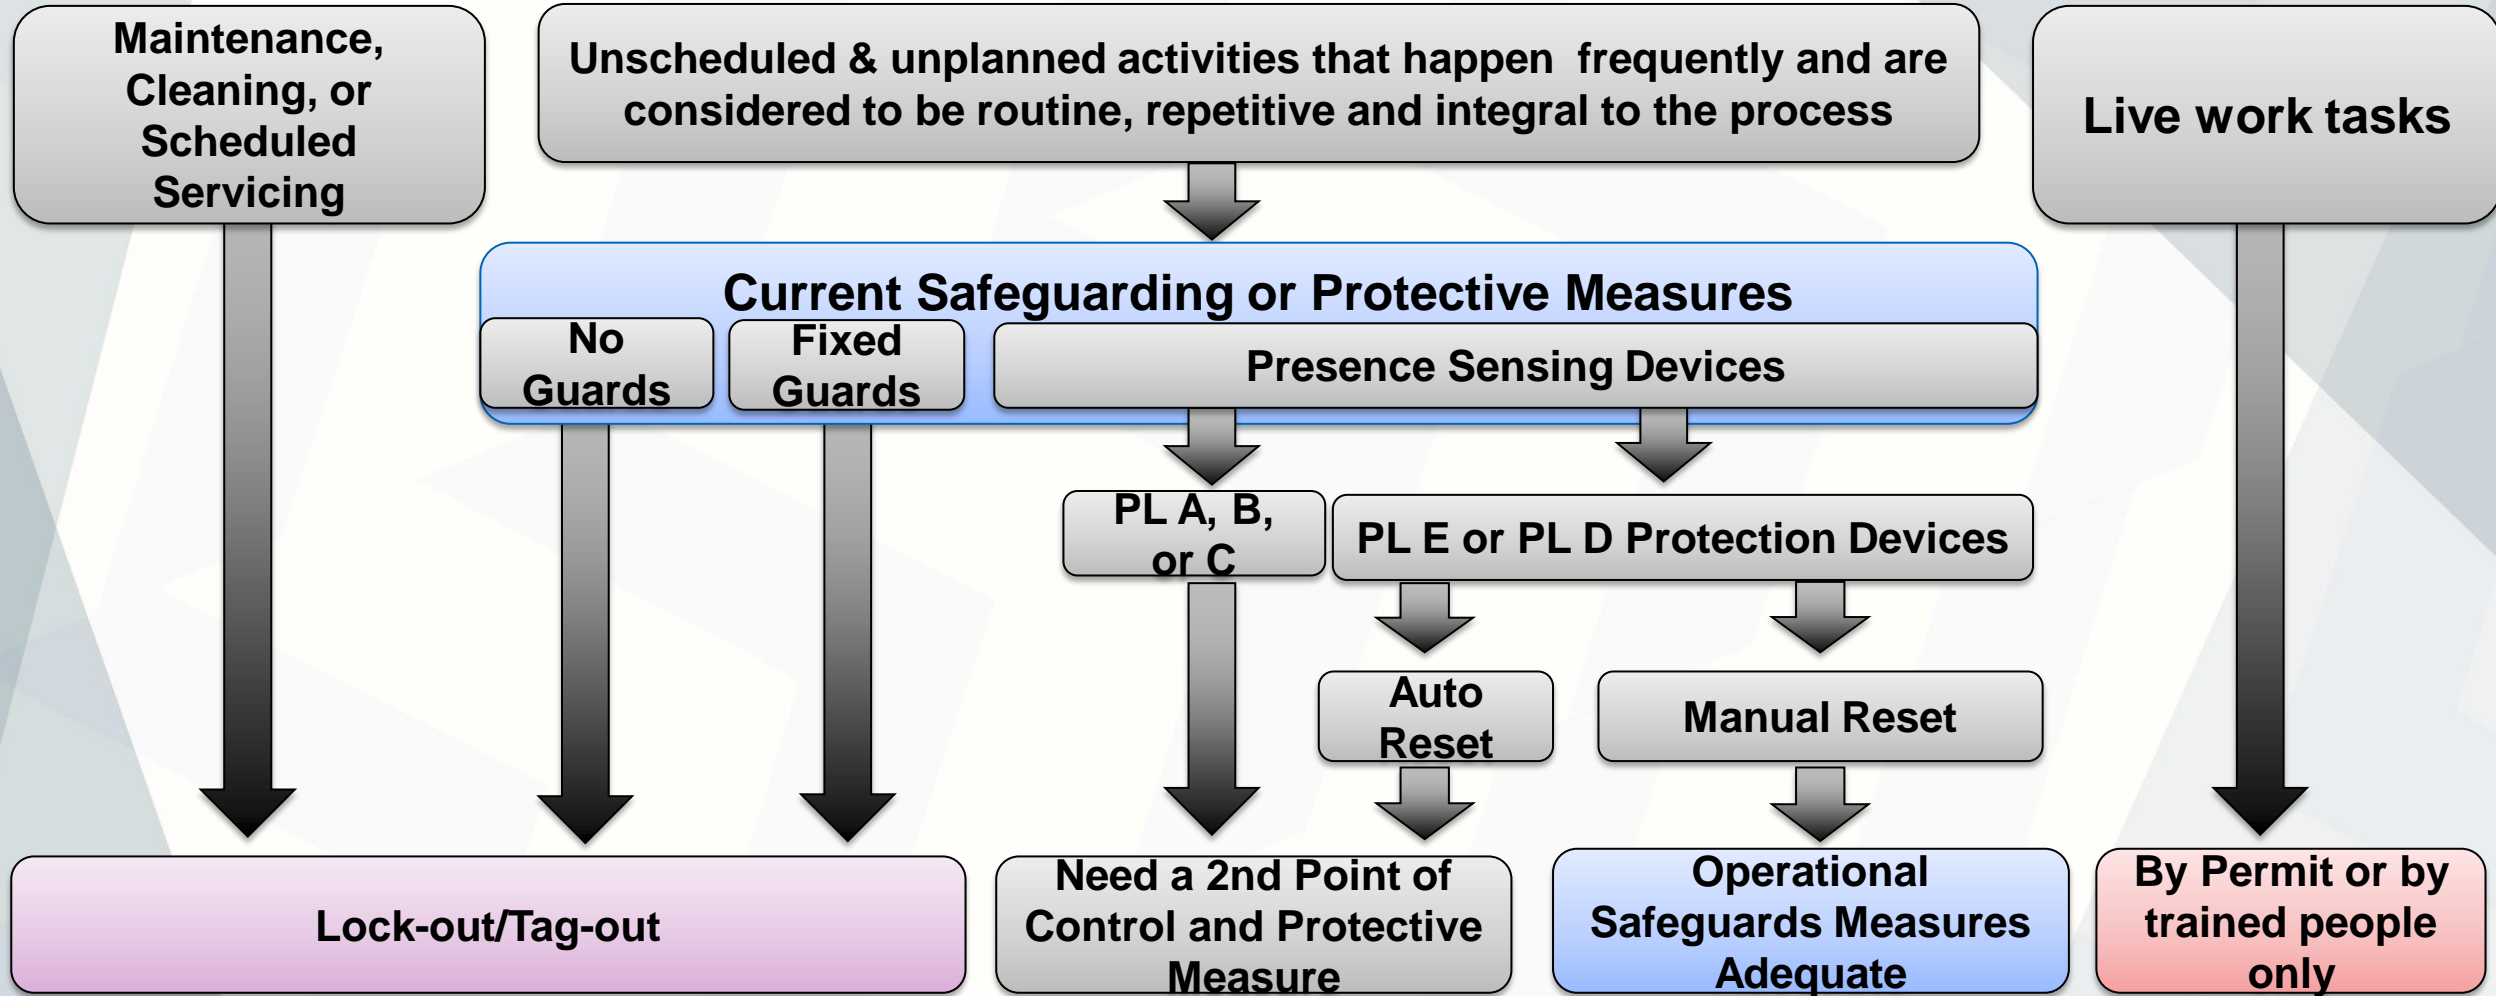 Maintenance,
Cleaning, or
Scheduled
Servicing
Unscheduled & unplanned activities that happen  frequently and are
considered to be routine, repetitive and integral to the process
Live work tasks
Current Safeguarding or Protective Measures
No
Guards
Fixed
Guards
Presence Sensing Devices
PL A, B,
or C
PL E or PL D Protection Devices
Auto
Reset
Manual Reset
Lock-out/Tag-out
Need a 2nd Point of
Control and Protective
Measure
Operational
Safeguards Measures
Adequate
By Permit or by
trained people
only